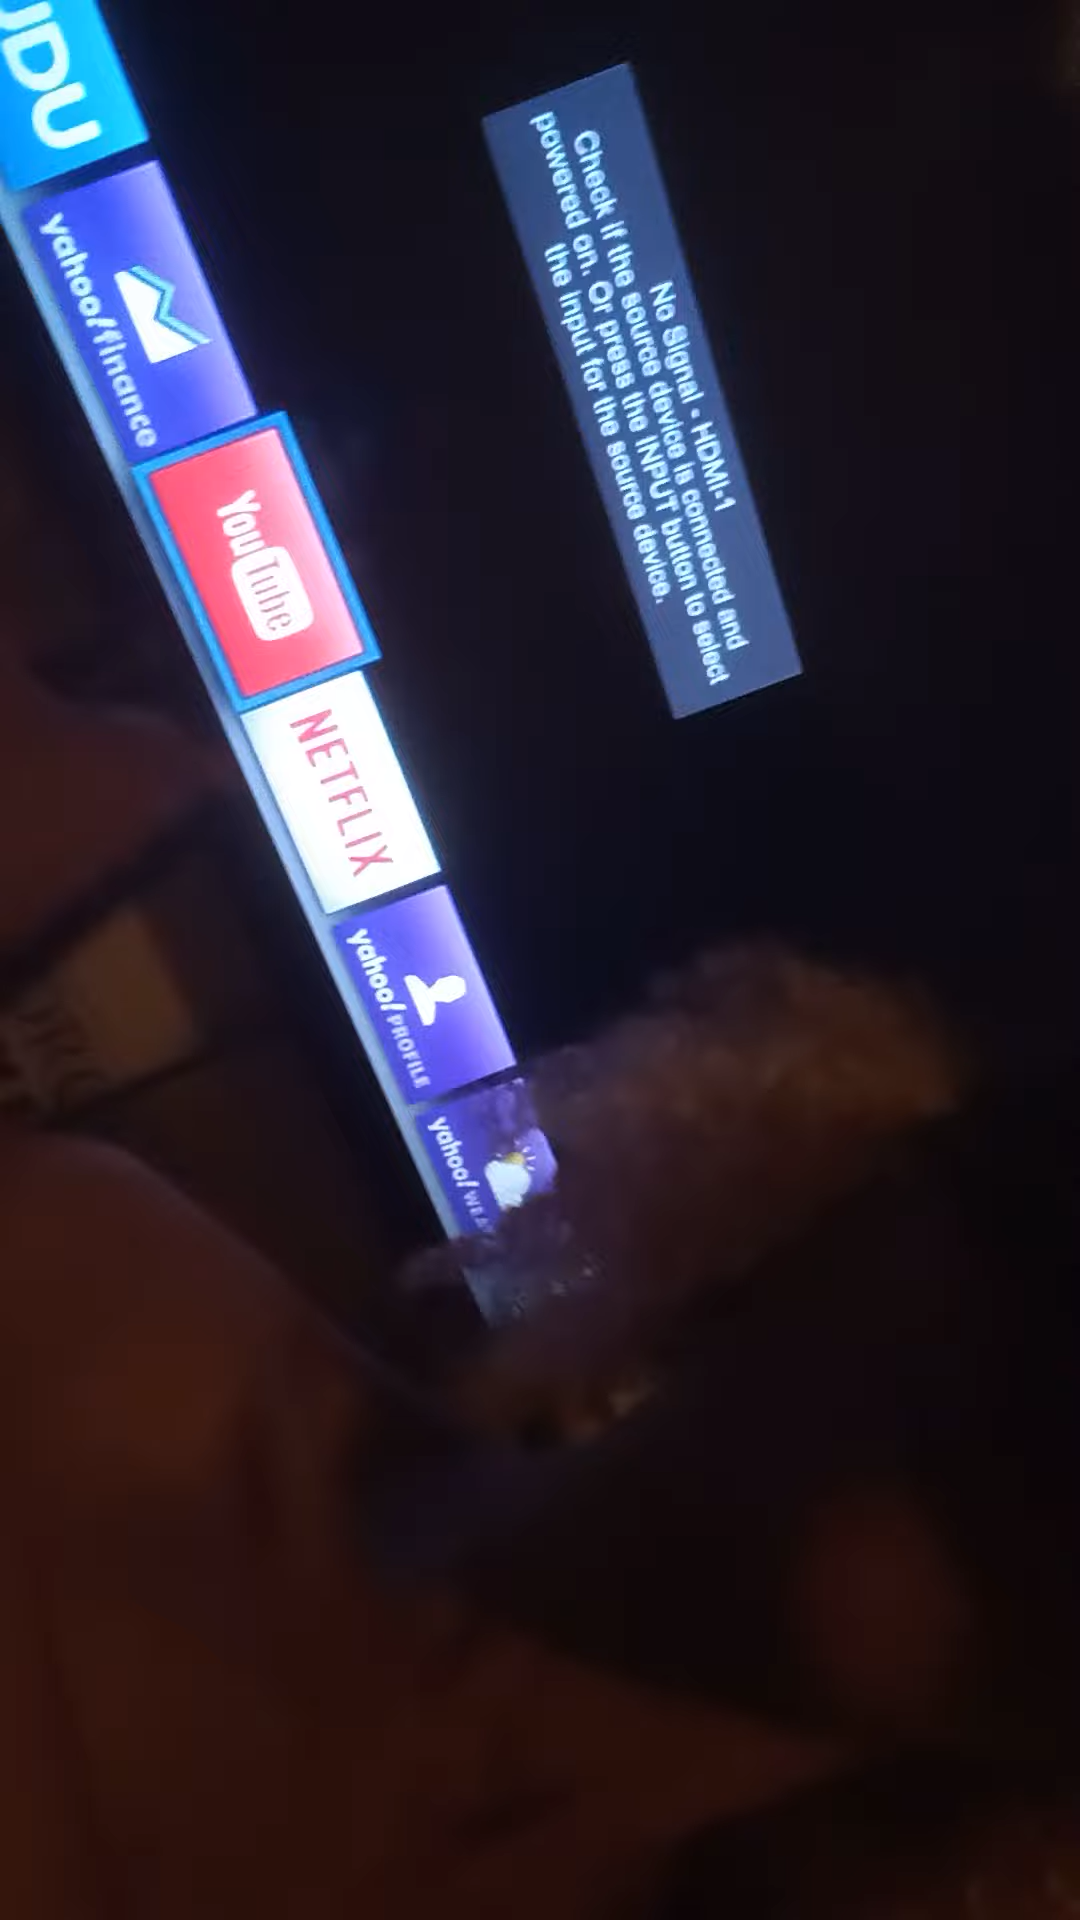 No Signal - HDMI-1
Check if the source device is connected and
powered on. Or press the INPUT button to select
the input for the source device.
UDU
yahoo!finance
YouTube
NETFLIX
yahoo! PROFILE
yahoo!